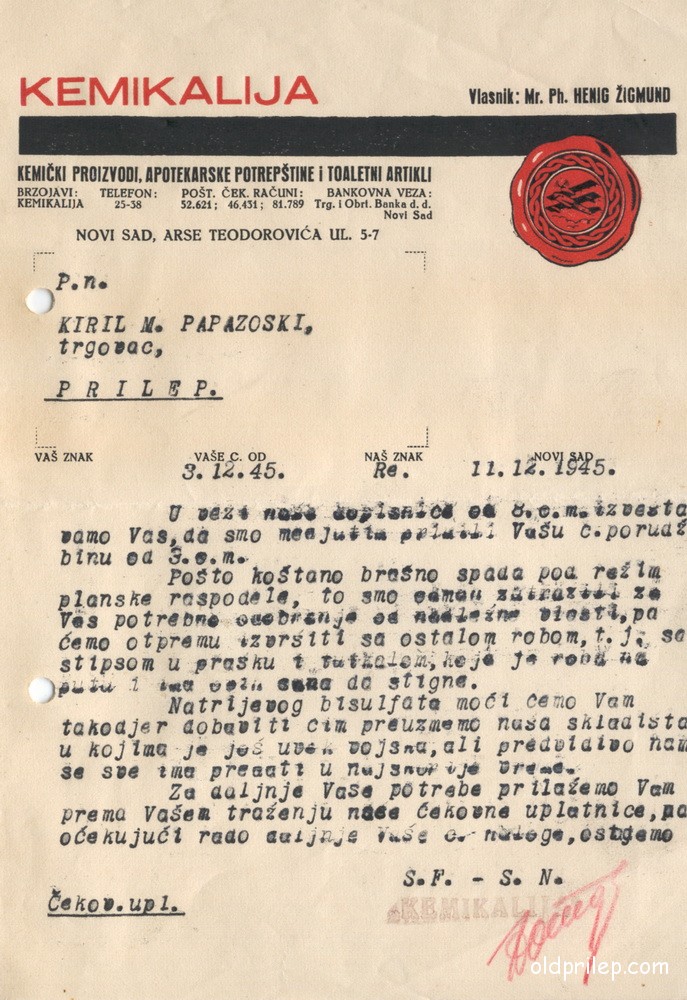 KEMIKALIJA
Vlasnik: Mr. Ph. HENIG ŽIGMUND
KEMIČKI PROIZVODI, APOTEKARSKE POTREPŠTINE i TOALETNI ARTIKLI
BRZOJAVI: TELEFON: POŠT. ČEK. RAČUNI: BANKOVNA VEZA:
KEMIKALIJA 25-38 52.621; 46.431; 81.789 Trg. i Obrt. Banka d. d.
Novi Sad
NOVI SAD, ARSE TEODOROVIĆA UL. 5-7
P.n.
KIRIL M. PAPAZOSKI,
trgovac,
PRILEP.
VAŠ ZNAK VAŠE C. OD NAŠ ZNAK NOVI SAD
3.12.45. Re. 11.12.1945.
U vezi naše dopisnice od 8.o.m. izvešta
vamo Vas,da smo medjutim primili Vašu c.porudž
binu od 3.o.m.
Pošto koštano brašno spada pod režim
planske raspodele, to smo zatražili za
Vas potrebno odobrenje od nadležne vlasti,pa
ćemo otpremu izvršiti sa ostalom robom,t.j. sa
stipsom u prašku i tutkalom,koja je roba na
putu i ima da stigne.
Natrijevog bisulfata moći ćemo Vam
takodjer dobaviti čim preuzmemo naša skladišta
u kojima je još uvek vojska,ali predvidivo nam
se sve ima predati u najskorije vreme.
Za daljnje Vaše potrebe prilažemo Vam
prema Vašem traženju naše čekovne uplatnice,pa
očekujući rado daljnje Vaše c. naloge,ostajemo
S.F. - S. N.
Čekov.upl.
KEMIKALIJA
oldprilep.com